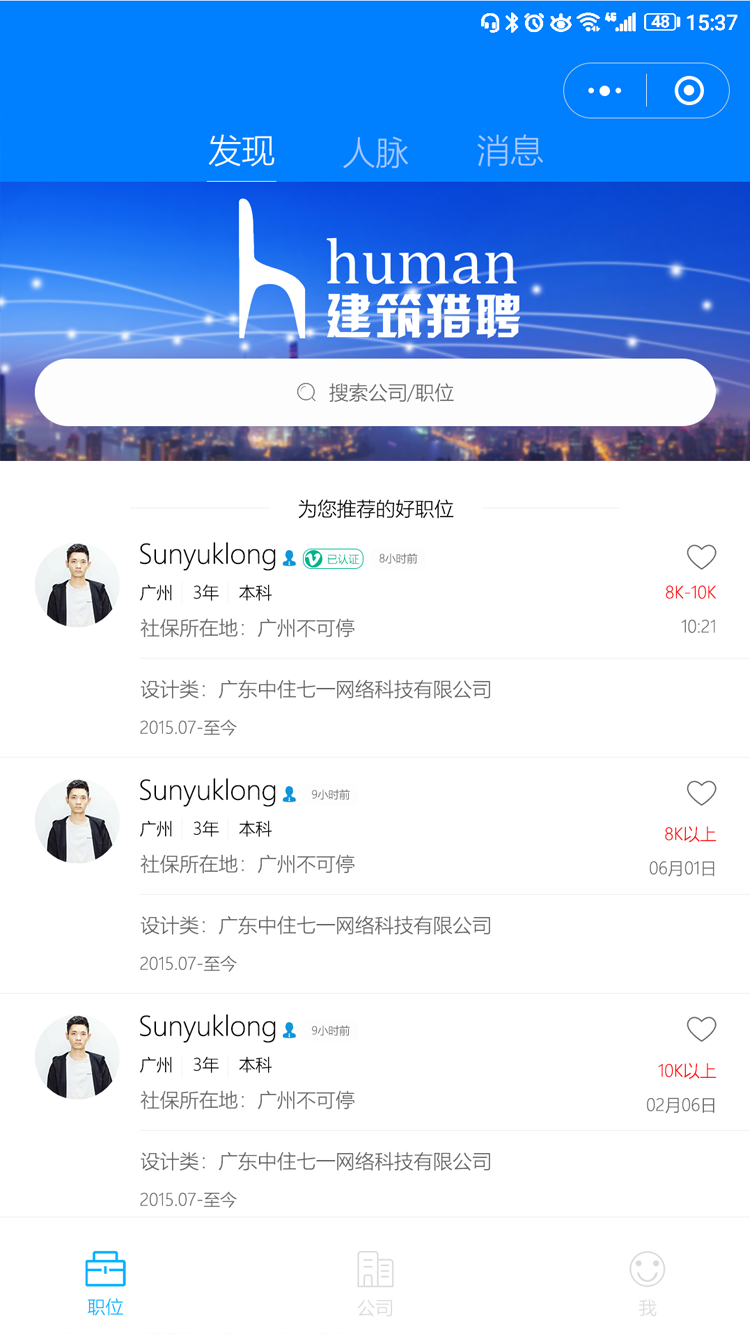 4G 48 15:37
发现 人脉 消息
human
建筑猎聘
搜索公司/职位
为您推荐的好职位
Sunyuklong 已认证 8小时前
广州 3年 本科 8K-10K
社保所在地：广州不可停 10:21
设计类：广东中住七一网络科技有限公司
2015.07-至今
Sunyuklong 9小时前
广州 3年 本科 8K以上
社保所在地：广州不可停 06月01日
设计类：广东中住七一网络科技有限公司
2015.07-至今
Sunyuklong 9小时前
广州 3年 本科 10K以上
社保所在地：广州不可停 02月06日
设计类：广东中住七一网络科技有限公司
2015.07-至今
职位 公司 我